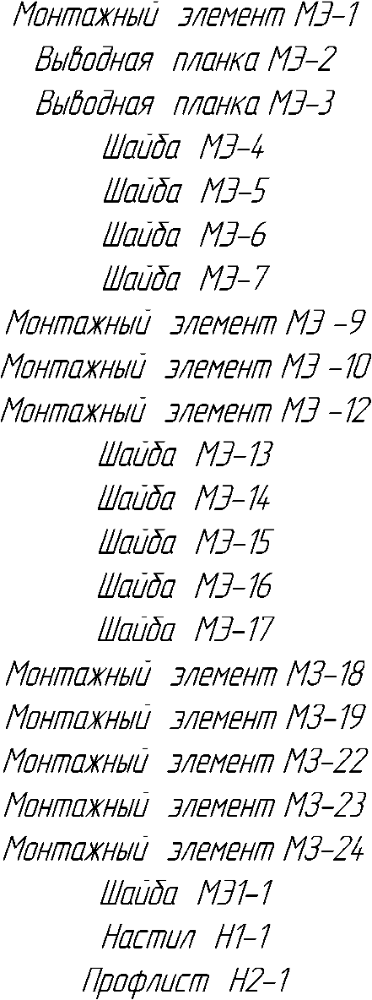 Монтажный элемент МЭ-1
Выводная планка МЭ-2
Выводная планка МЭ-3
Шайба МЭ-4
Шайба МЭ-5
Шайба МЭ-6
Шайба МЭ-7
Монтажный элемент МЭ -9
Монтажный элемент МЭ -10
Монтажный элемент МЭ -12
Шайба МЭ-13
Шайба МЭ-14
Шайба МЭ-15
Шайба МЭ-16
Шайба МЭ-17
Монтажный элемент МЭ-18
Монтажный элемент МЭ-19
Монтажный элемент МЭ-22
Монтажный элемент МЭ-23
Монтажный элемент МЭ-24
Шайба МЭ1-1
Настил Н1-1
Профлист Н2-1